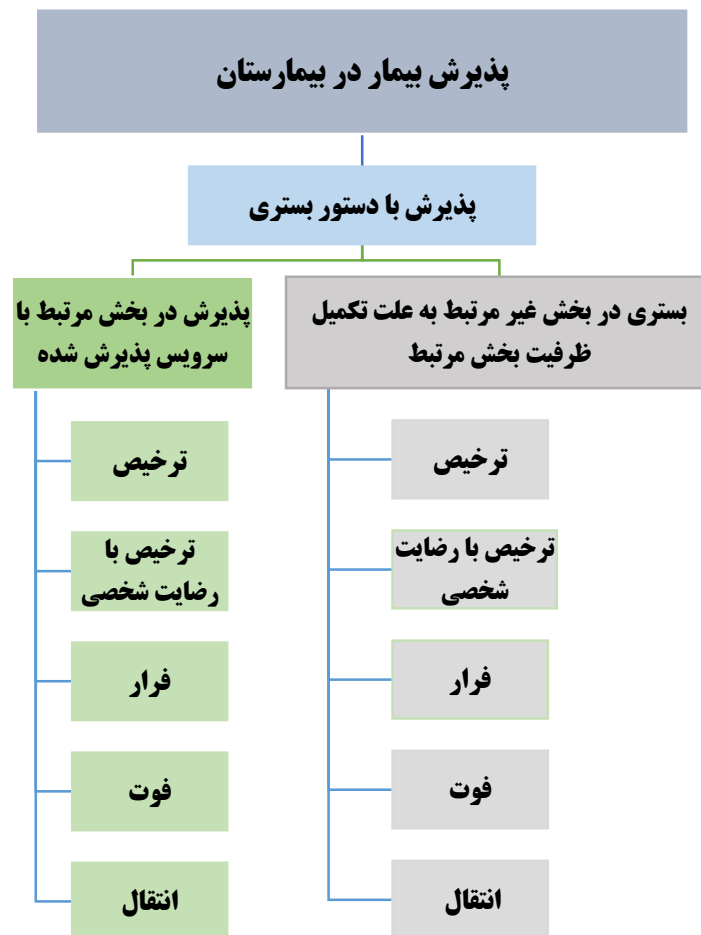 پذیرش بیمار در بیمارستان
پذیرش با دستور بستری
بستری در بخش غیر مرتبط به علت تکمیل
ظرفیت بخش مرتبط
ترخیص
ترخیص با رضایت
شخصی
فرار
فوت
انتقال
پذیرش در بخش مرتبط با
سرویس پذیرش شده
ترخیص
ترخیص با
رضایت شخصی
فرار
فوت
انتقال